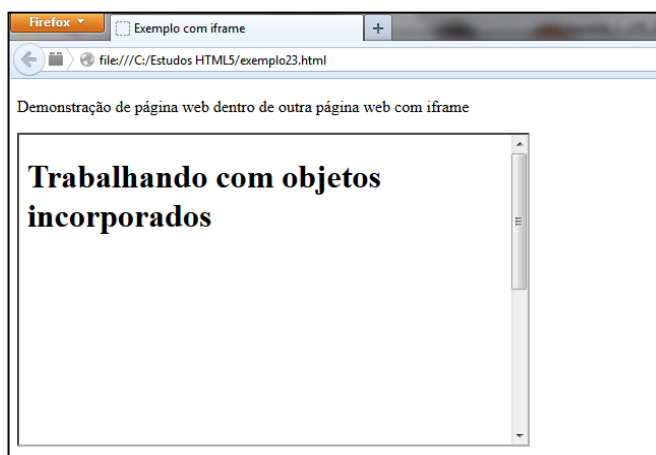 Firefox
Exemplo com iframe
file:///C:/Estudos HTML5/exemplo23.html
Demonstração de página web dentro de outra página web com iframe
Trabalhando com objetos
incorporados